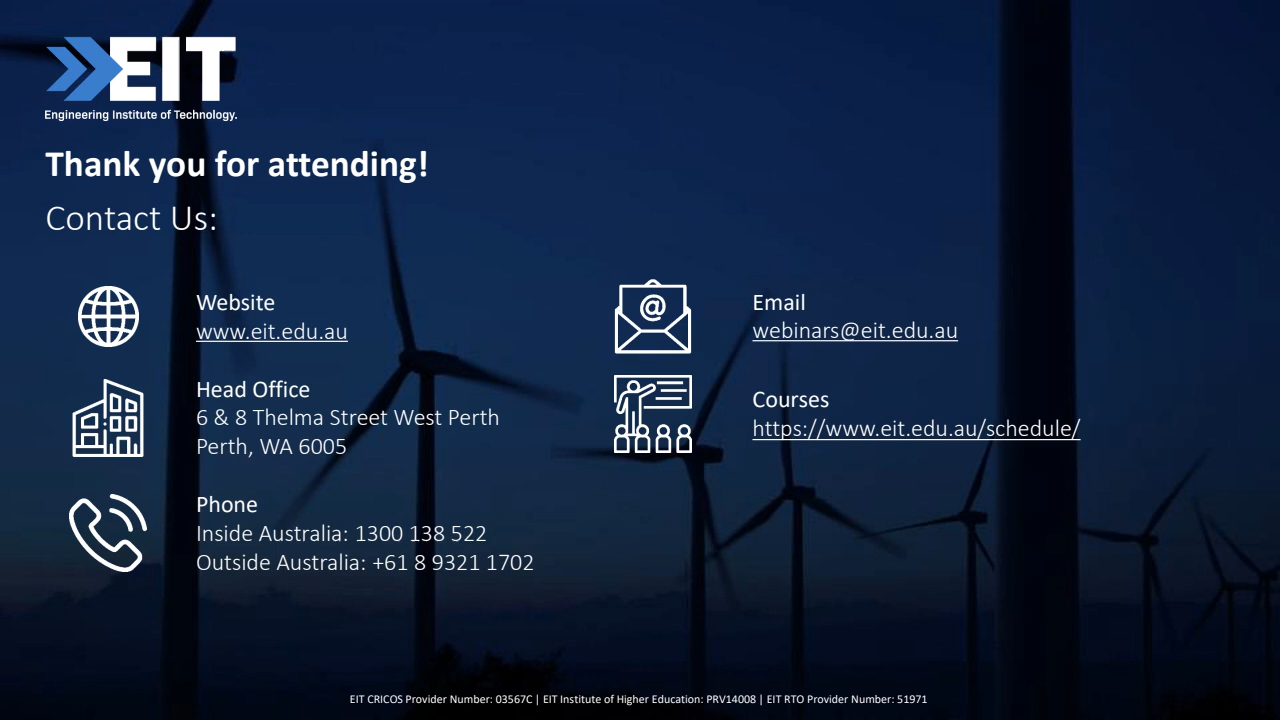 EIT
Engineering Institute of Technology.
Thank you for attending!
Contact Us:
Website
www.eit.edu.au
Head Office
6 & 8 Thelma Street West Perth
Perth, WA 6005
Phone
Inside Australia: 1300 138 522
Outside Australia: +61 8 9321 1702
@
Email
webinars@eit.edu.au
Courses
https://www.eit.edu.au/schedule/
EIT CRICOS Provider Number: 03567C | EIT Institute of Higher Education: PRV14008 | EIT RTO Provider Number: 51971